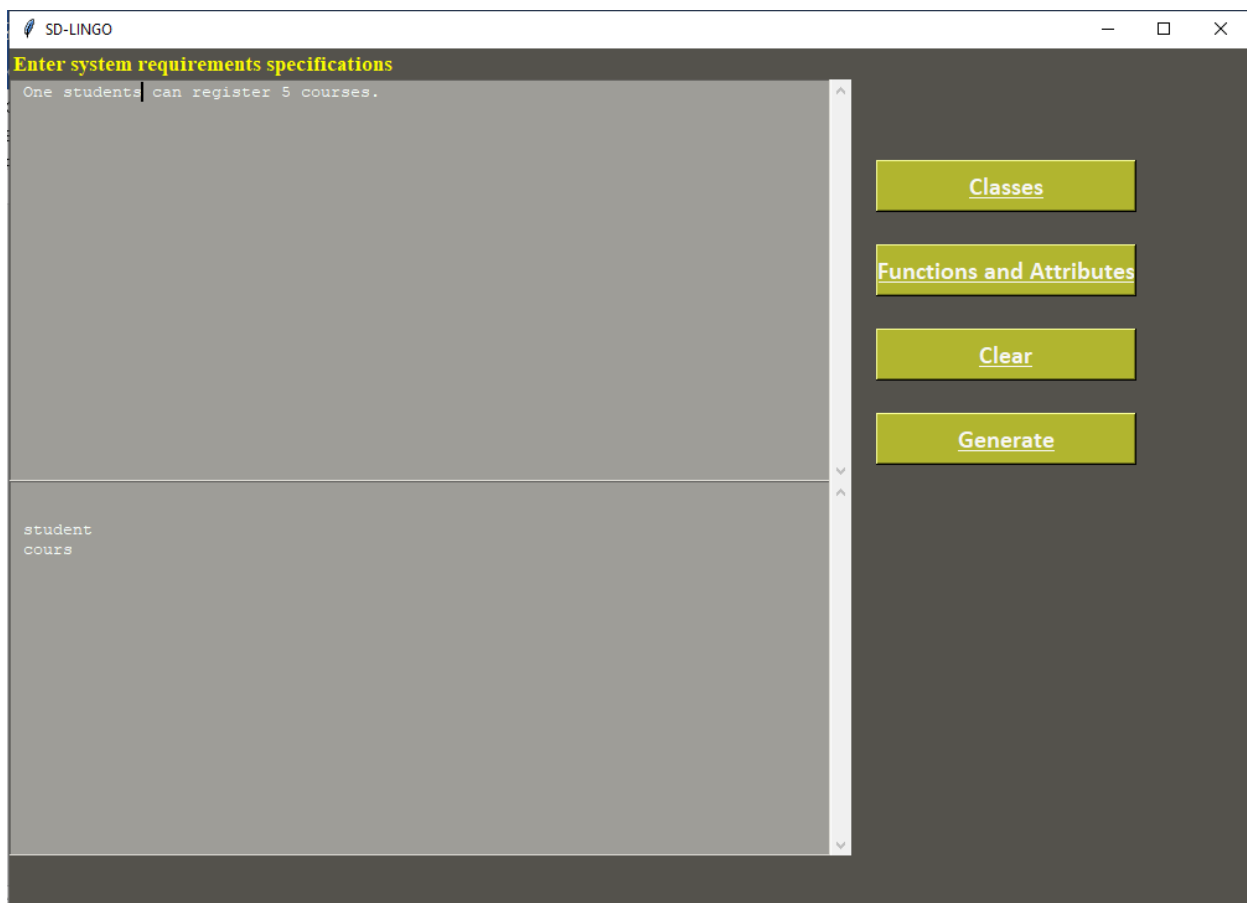 SD-LINGO
Enter system requirements specifications
One students can register 5 courses.
Classes
Functions and Attributes
Clear
Generate
student
cours